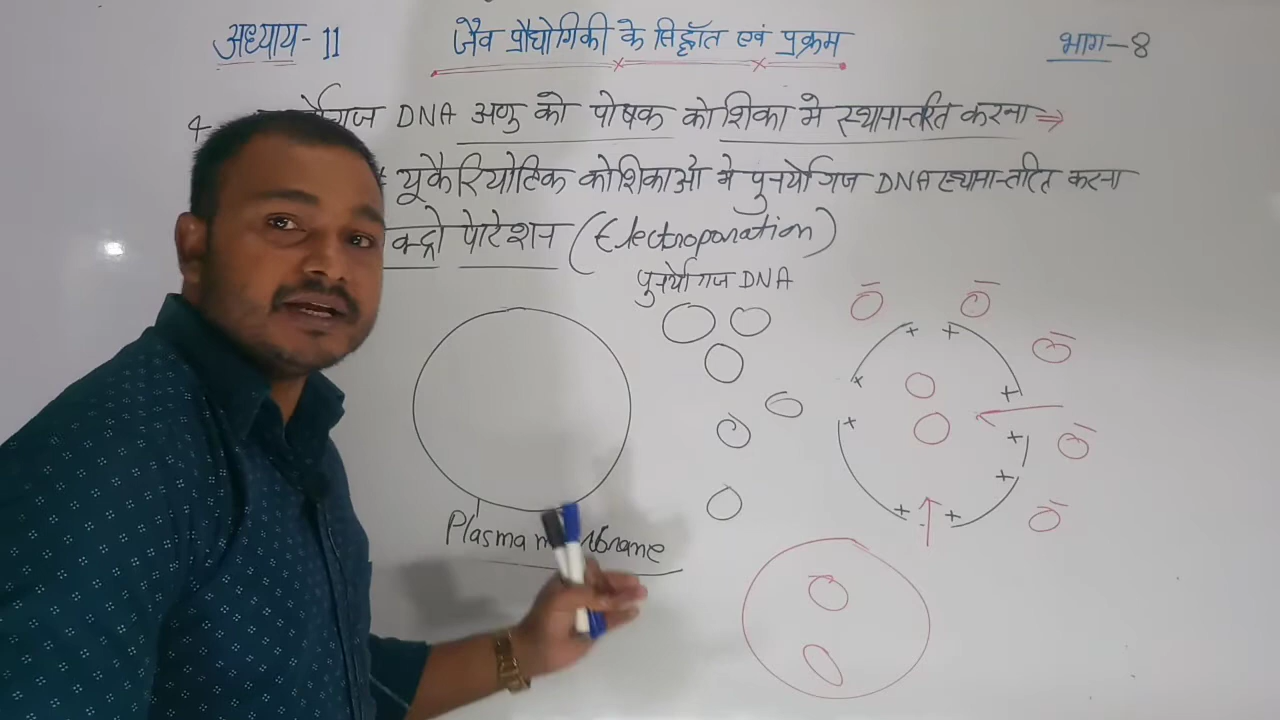 अध्याय - 11
जैव प्रौद्योगिकी के सिद्धाँत एवं प्रक्रम
भाग - 8
4- DNA अणु को पोषक कोशिका मे स्थानान्तरित करना ⇒
यूकैरियोटिक कोशिकाओ मे पुनर्योगज DNA स्थानान्तरित करना
पोरेशन (Electroporation)
पुनर्योगज DNA
Plasma